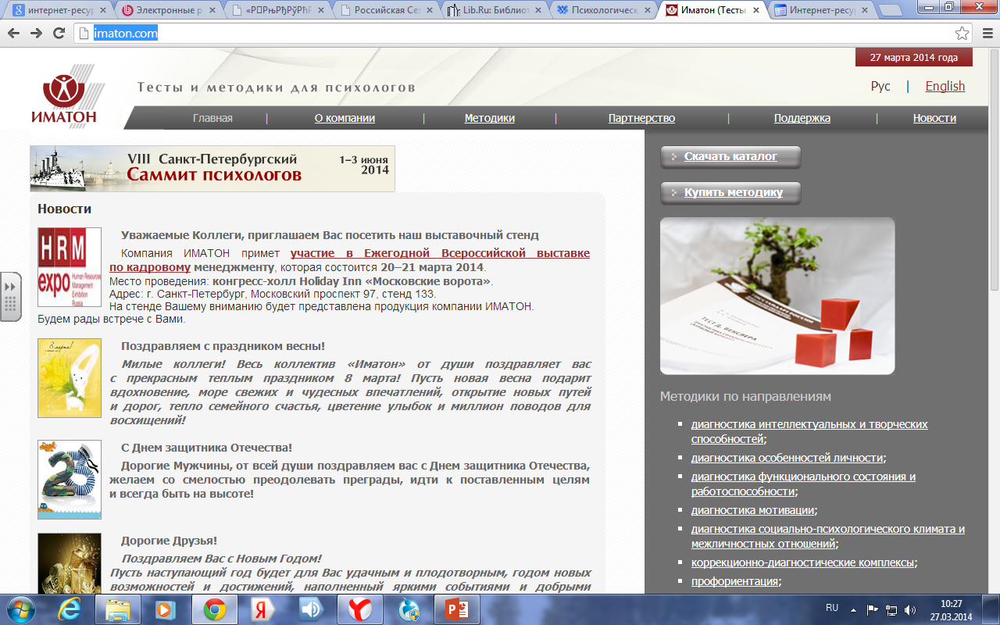 интернет-ресур
Электронные р
Российская Сет
Lib.Ru: Библиот
Психологическ
Иматон (Тесты
Интернет-ресур
imaton.com
27 марта 2014 года
Тесты и методики для психологов
Рус | English
ИМАТОН
Главная | О компании | Методики | Партнерство | Поддержка | Новости
VIII Санкт-Петербургский
Саммит психологов
1–3 июня
2014
Новости
HRM
expo
Human Resources
Management
Exhibition
Russia
Уважаемые Коллеги, приглашаем Вас посетить наш выставочный стенд
Компания ИМАТОН примет участие в Ежегодной Всероссийской выставке
по кадровому менеджменту, которая состоится 20–21 марта 2014.
Место проведения: конгресс-холл Holiday Inn «Московские ворота».
Адрес: г. Санкт-Петербург, Московский проспект 97, стенд 133.
На стенде Вашему вниманию будет представлена продукция компании ИМАТОН.
Будем рады встрече с Вами.
8 марта!
Поздравляем с праздником весны!
Милые коллеги! Весь коллектив «Иматон» от души поздравляет вас
с прекрасным теплым праздником 8 марта! Пусть новая весна подарит
вдохновение, море свежих и чудесных впечатлений, открытие новых путей
и дорог, тепло семейного счастья, цветение улыбок и миллион поводов для
восхищений!
23
С Днем защитника Отечества!
Дорогие Мужчины, от всей души поздравляем вас с Днем защитника Отечества,
желаем со смелостью преодолевать преграды, идти к поставленным целям
и всегда быть на высоте!
Дорогие Друзья!
Поздравляем Вас с Новым Годом!
Пусть наступающий год будет для Вас удачным и плодотворным, годом новых
возможностей и достижений, наполненный яркими событиями и добрыми
Скачать каталог
Купить методику
ТЕСТ Д. ВЕКСЛЕРА
Методики по направлениям
диагностика интеллектуальных и творческих
способностей;
диагностика особенностей личности;
диагностика функционального состояния и
работоспособности;
диагностика мотивации;
диагностика социально-психологического климата и
межличностных отношений;
коррекционно-диагностические комплексы;
профориентация;
RU
10:27
27.03.2014